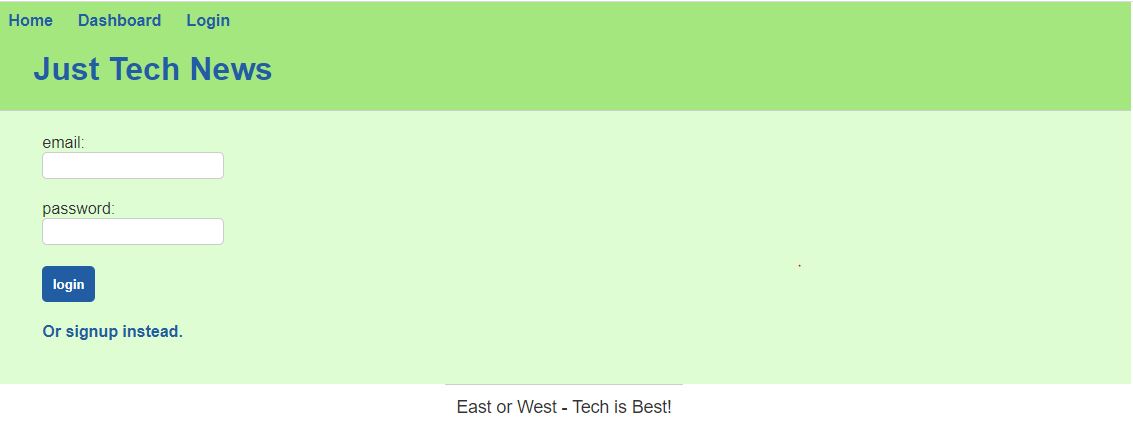 Home Dashboard Login
Just Tech News
email:
password:
login
Or signup instead.
East or West - Tech is Best!